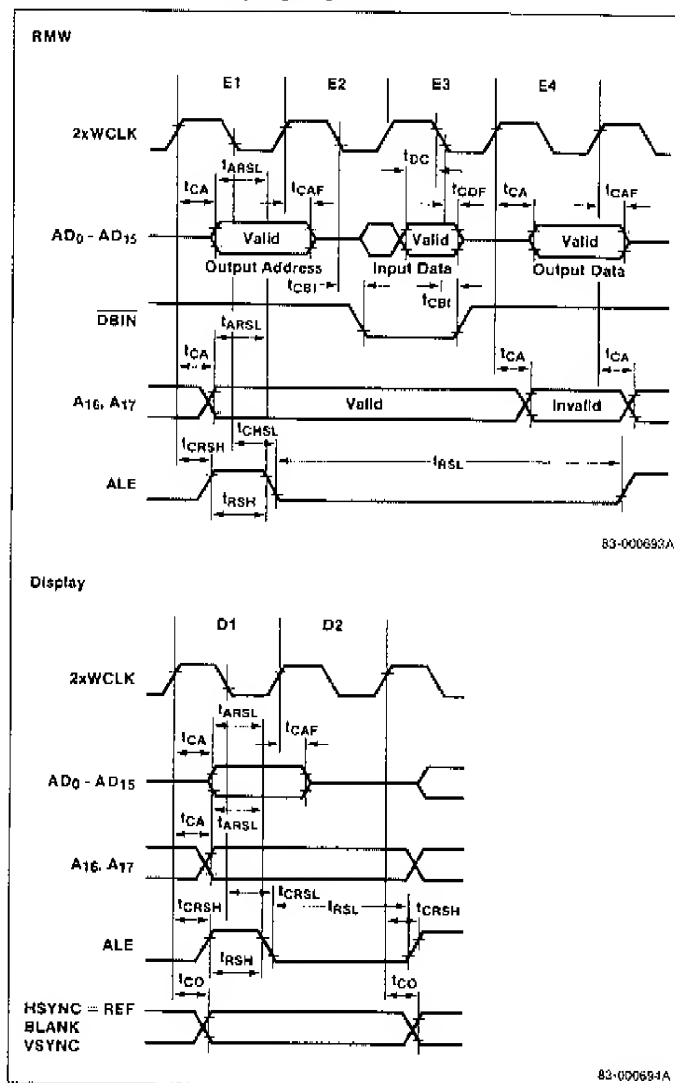 RMW
E1 E2 E3 E4
2xWCLK
tARSL tDC
tCA tCAF tCDF tCA tCAF
AD0 - AD15 Valid Valid Valid
Output Address Input Data Output Data
tCBI tCBI
DBIN
tARSL
tCA tCA tCA
A16, A17 Valid Invalid
tCHSL
tCRSH tRSL
ALE
tRSH
83-000693A
Display
D1 D2
2xWCLK
tARSL
tCAF
tCA
AD0 - AD15
tARSL
tCA
A16, A17
tCRSL
tCRSH tRSL tCRSH
ALE
tRSH
tCO tCO
HSYNC = REF
BLANK
VSYNC
83-000694A